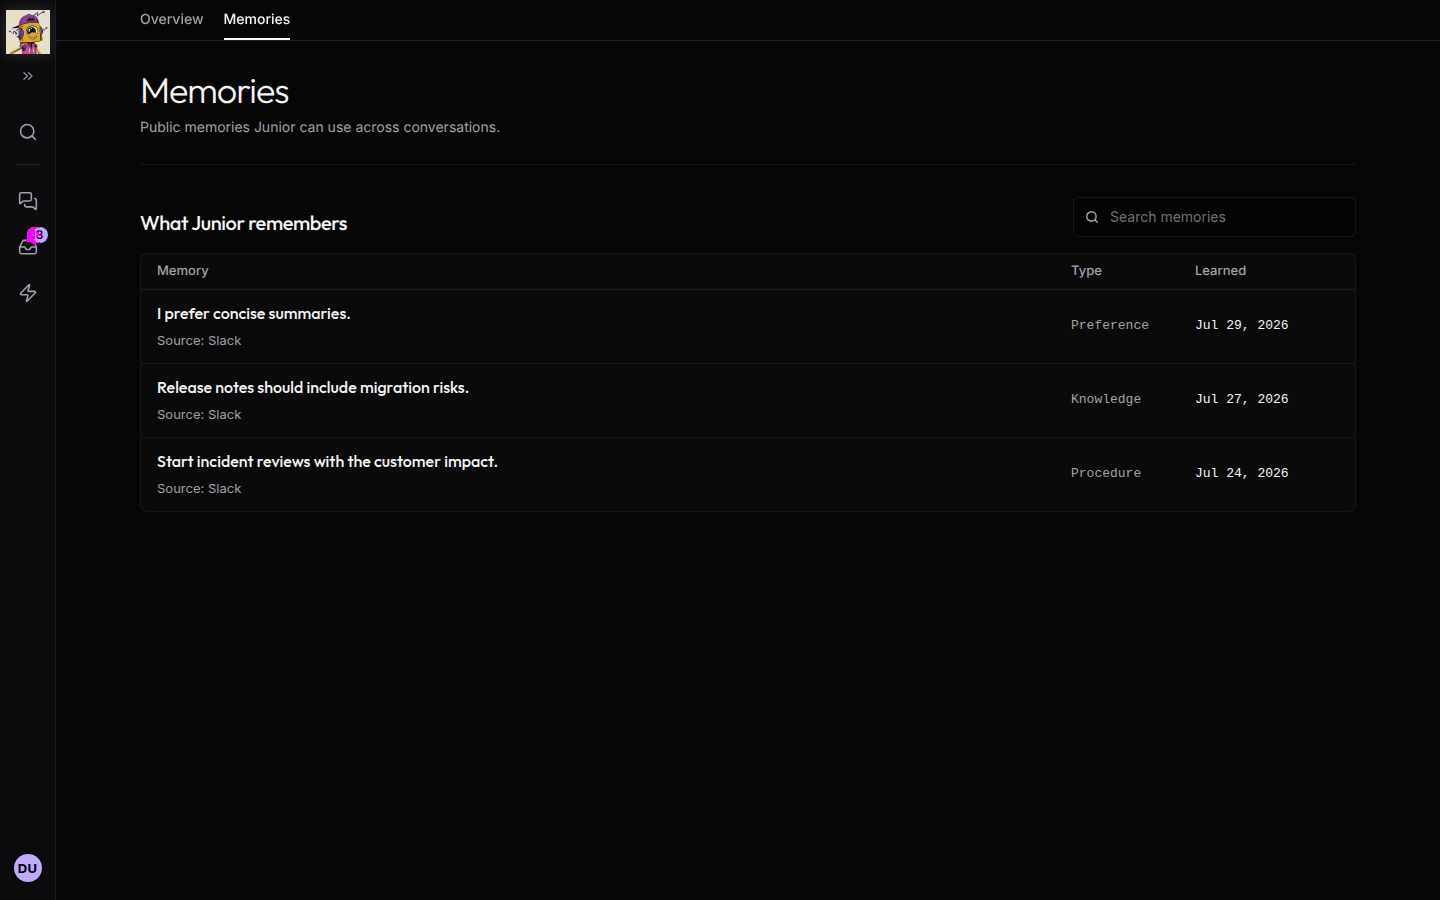 Overview Memories
Memories
Public memories Junior can use across conversations.
What Junior remembers
Search memories
Memory Type Learned
I prefer concise summaries.
Source: Slack
Preference Jul 29, 2026
Release notes should include migration risks.
Source: Slack
Knowledge Jul 27, 2026
Start incident reviews with the customer impact.
Source: Slack
Procedure Jul 24, 2026
DU